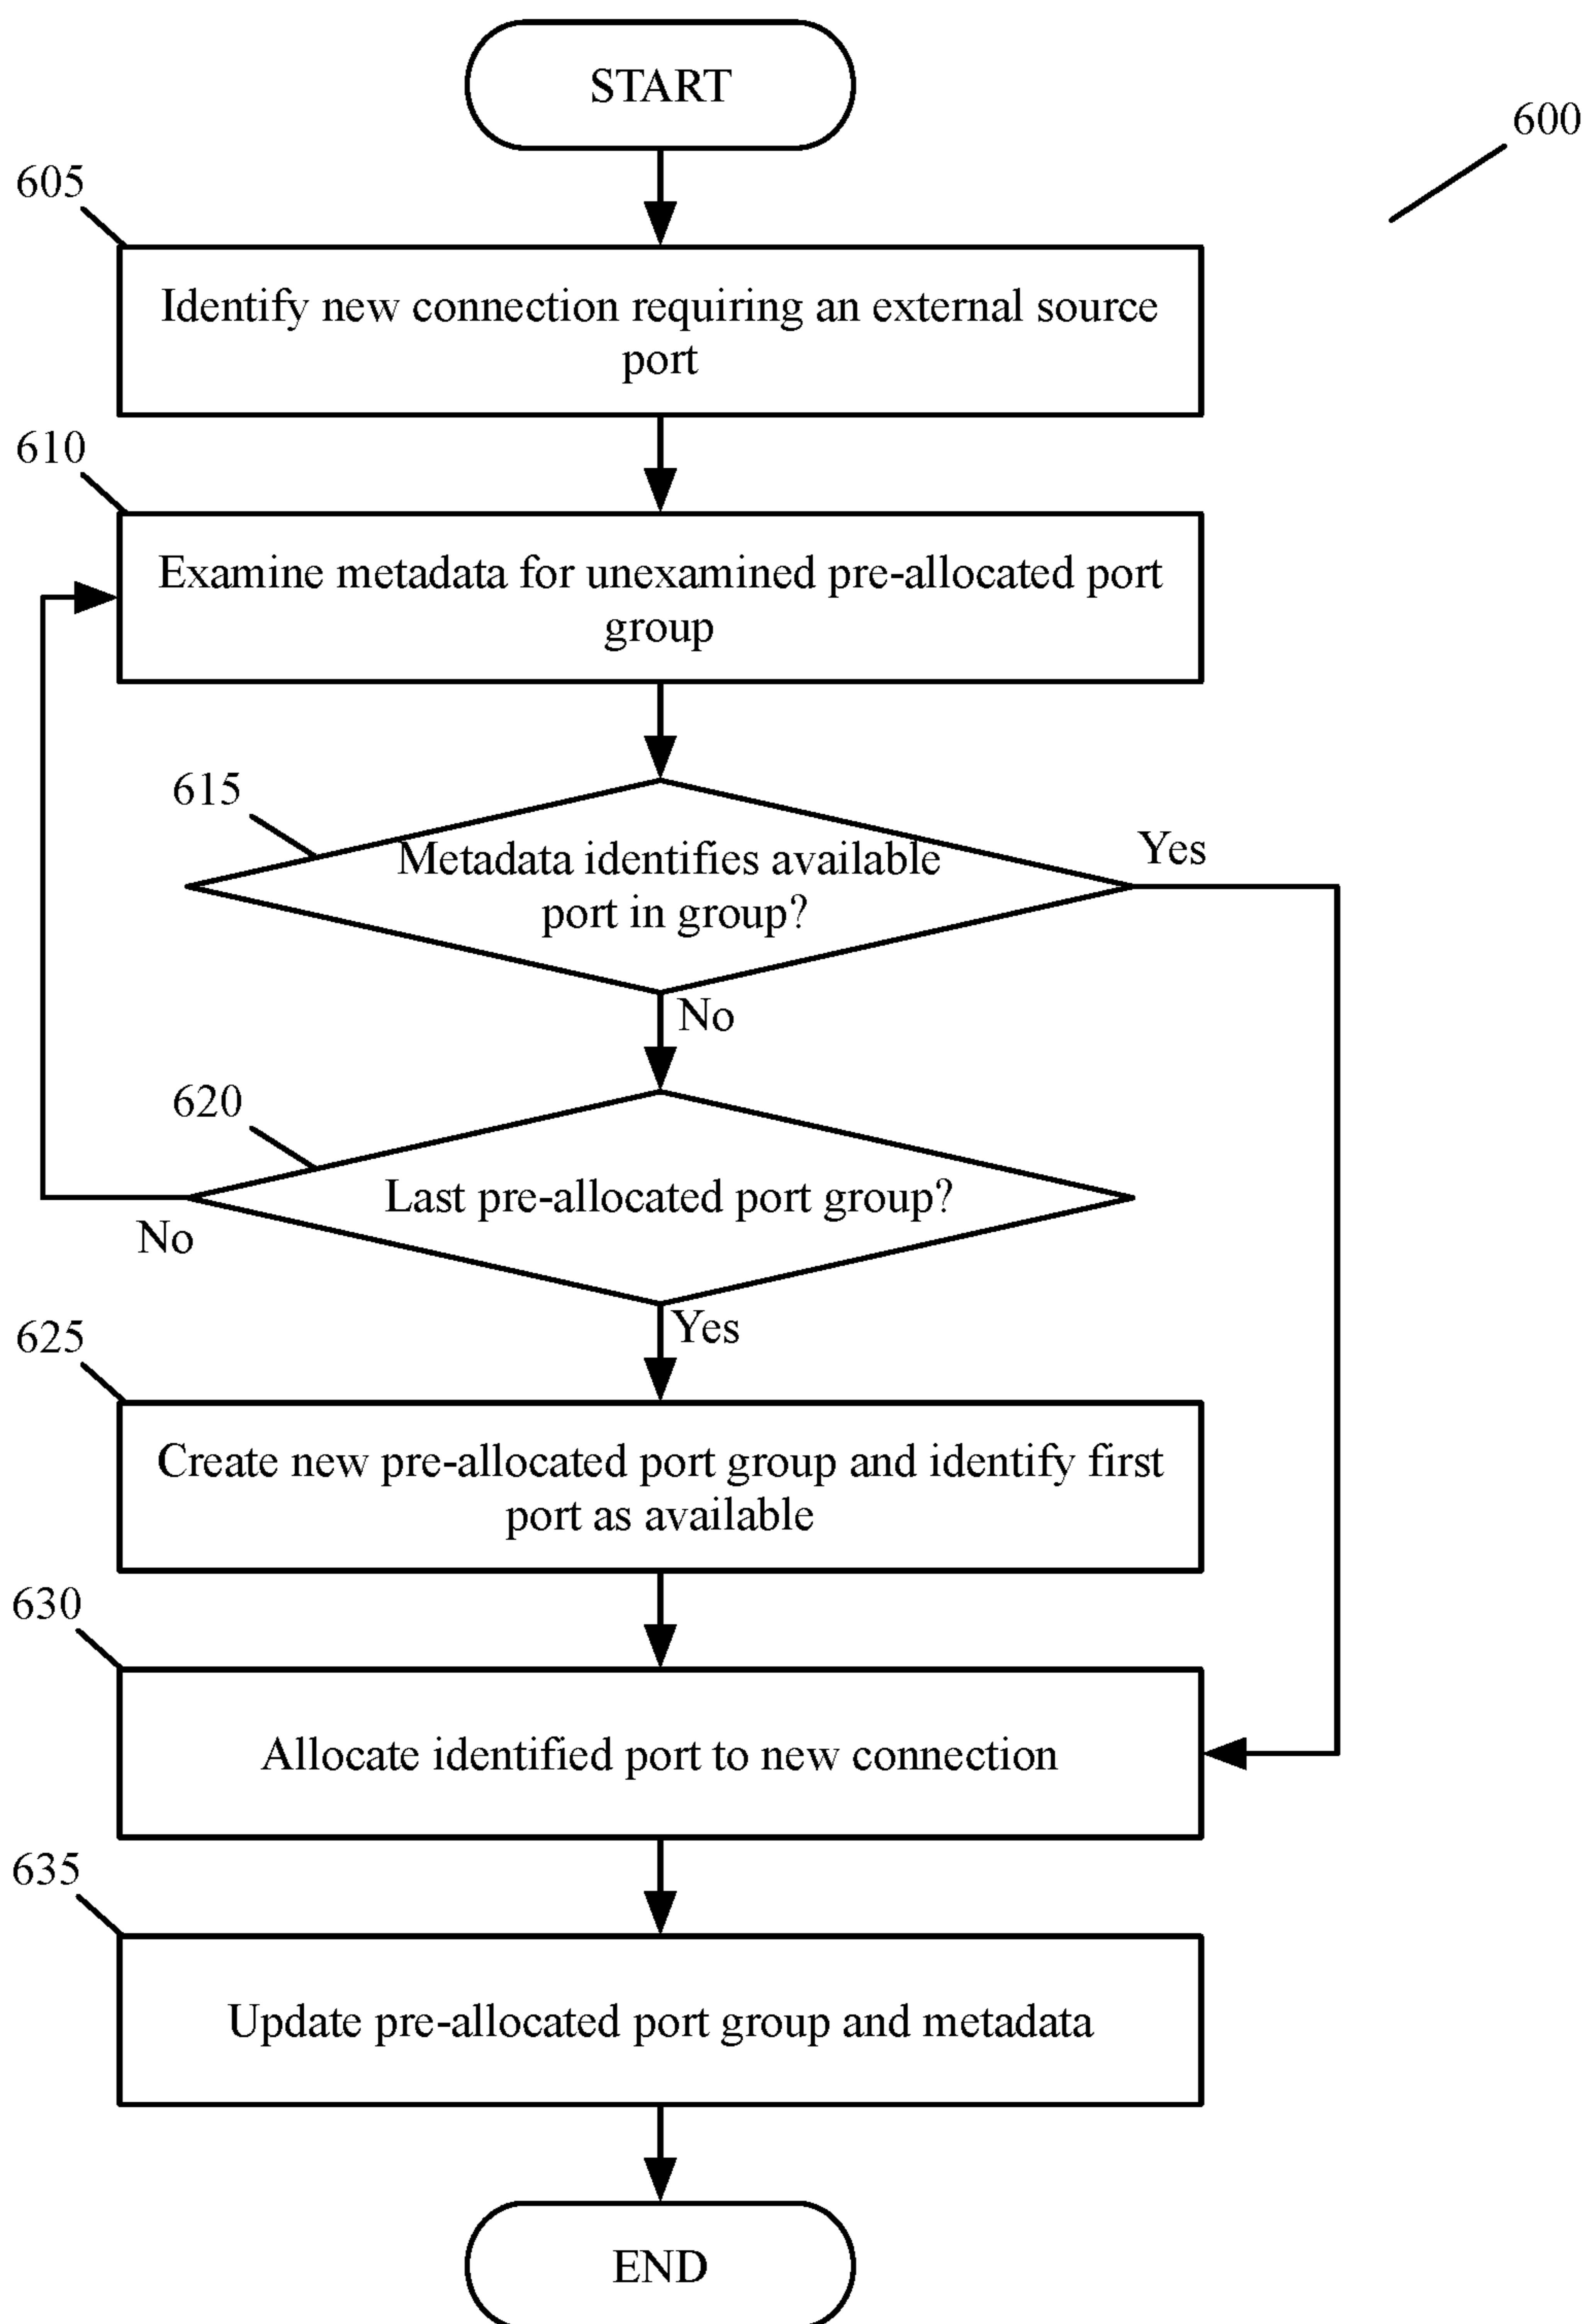 START
600
605
Identify new connection requiring an external source
port
610
Examine metadata for unexamined pre-allocated port
group
615
Metadata identifies available
port in group?
Yes
No
620
Last pre-allocated port group?
No
Yes
625
Create new pre-allocated port group and identify first
port as available
630
Allocate identified port to new connection
635
Update pre-allocated port group and metadata
END